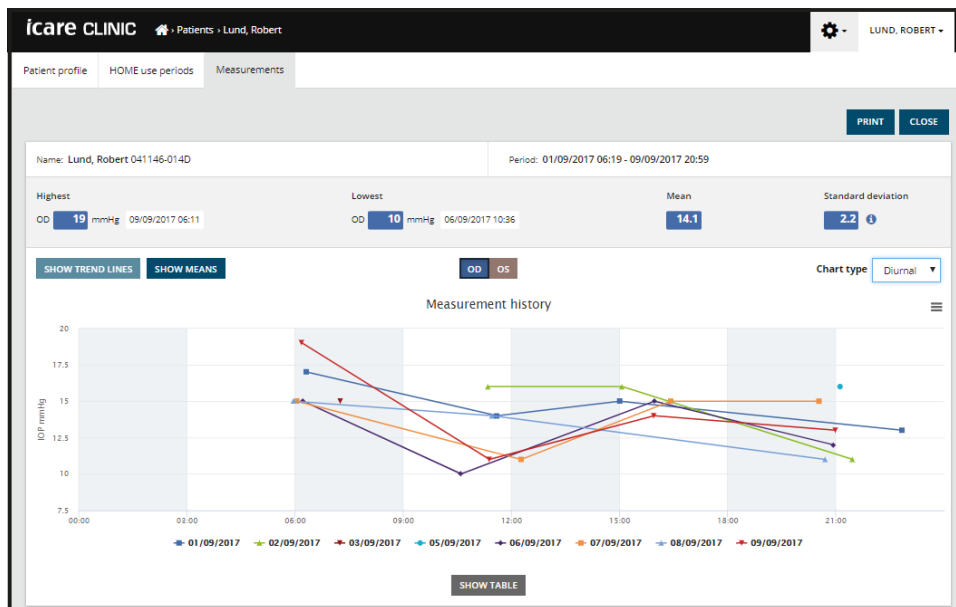 icare CLINIC › Patients › Lund, Robert LUND, ROBERT
Patient profile HOME use periods Measurements
PRINT CLOSE
Name: Lund, Robert 041146-014D Period: 01/09/2017 06:19 - 09/09/2017 20:59
Highest Lowest Mean Standard deviation
OD 19 mmHg 09/09/2017 06:11 OD 10 mmHg 06/09/2017 10:36 14.1 2.2
SHOW TREND LINES SHOW MEANS OD OS Chart type Diurnal
Measurement history
20
17.5
15
12.5
10
7.5
IOP mmHg
00:00 03:00 06:00 09:00 12:00 15:00 18:00 21:00
01/09/2017 02/09/2017 03/09/2017 05/09/2017 06/09/2017 07/09/2017 08/09/2017 09/09/2017
SHOW TABLE